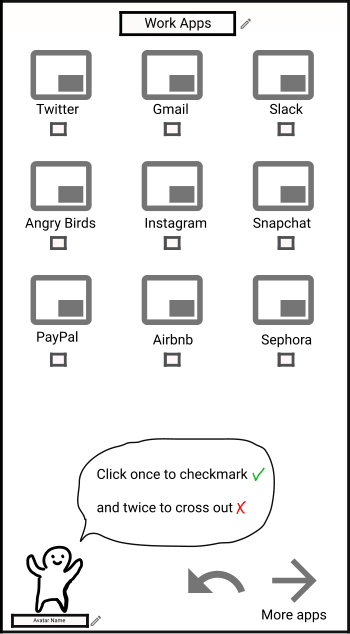 Work Apps
Twitter Gmail Slack
Angry Birds Instagram Snapchat
PayPal Airbnb Sephora
Click once to checkmark ✓
and twice to cross out ✗
Avatar Name
More apps